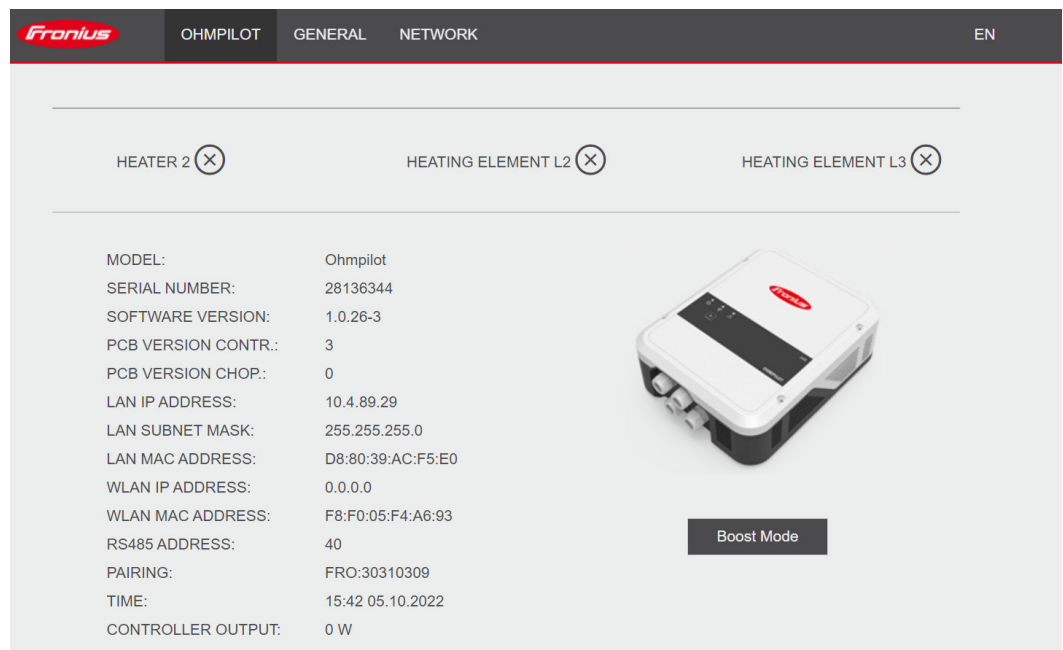 Fronius OHMPILOT GENERAL NETWORK EN
HEATER 2 HEATING ELEMENT L2 HEATING ELEMENT L3
MODEL: Ohmpilot
SERIAL NUMBER: 28136344
SOFTWARE VERSION: 1.0.26-3
PCB VERSION CONTR.: 3
PCB VERSION CHOP.: 0
LAN IP ADDRESS: 10.4.89.29
LAN SUBNET MASK: 255.255.255.0
LAN MAC ADDRESS: D8:80:39:AC:F5:E0
WLAN IP ADDRESS: 0.0.0.0
WLAN MAC ADDRESS: F8:F0:05:F4:A6:93
RS485 ADDRESS: 40
PAIRING: FRO:30310309
TIME: 15:42 05.10.2022
CONTROLLER OUTPUT: 0 W
Fronius
Boost Mode